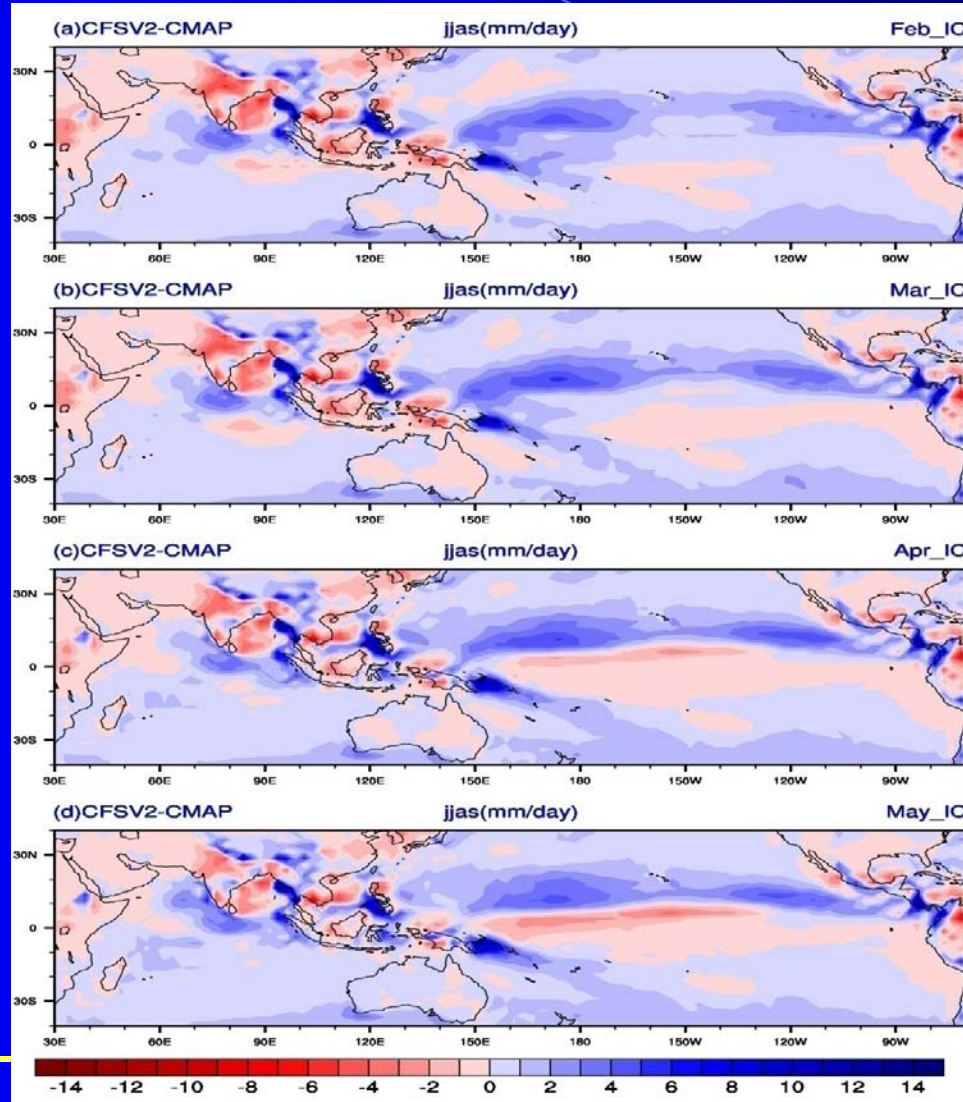 (a)CFSV2-CMAP jjas(mm/day) Feb_IC
30N
0
30S
30E 60E 90E 120E 150E 180 150W 120W 90W
(b)CFSV2-CMAP jjas(mm/day) Mar_IC
30N
0
30S
30E 60E 90E 120E 150E 180 150W 120W 90W
(c)CFSV2-CMAP jjas(mm/day) Apr_IC
30N
0
30S
30E 60E 90E 120E 150E 180 150W 120W 90W
(d)CFSV2-CMAP jjas(mm/day) May_IC
30N
0
30S
30E 60E 90E 120E 150E 180 150W 120W 90W
-14 -12 -10 -8 -6 -4 -2 0 2 4 6 8 10 12 14